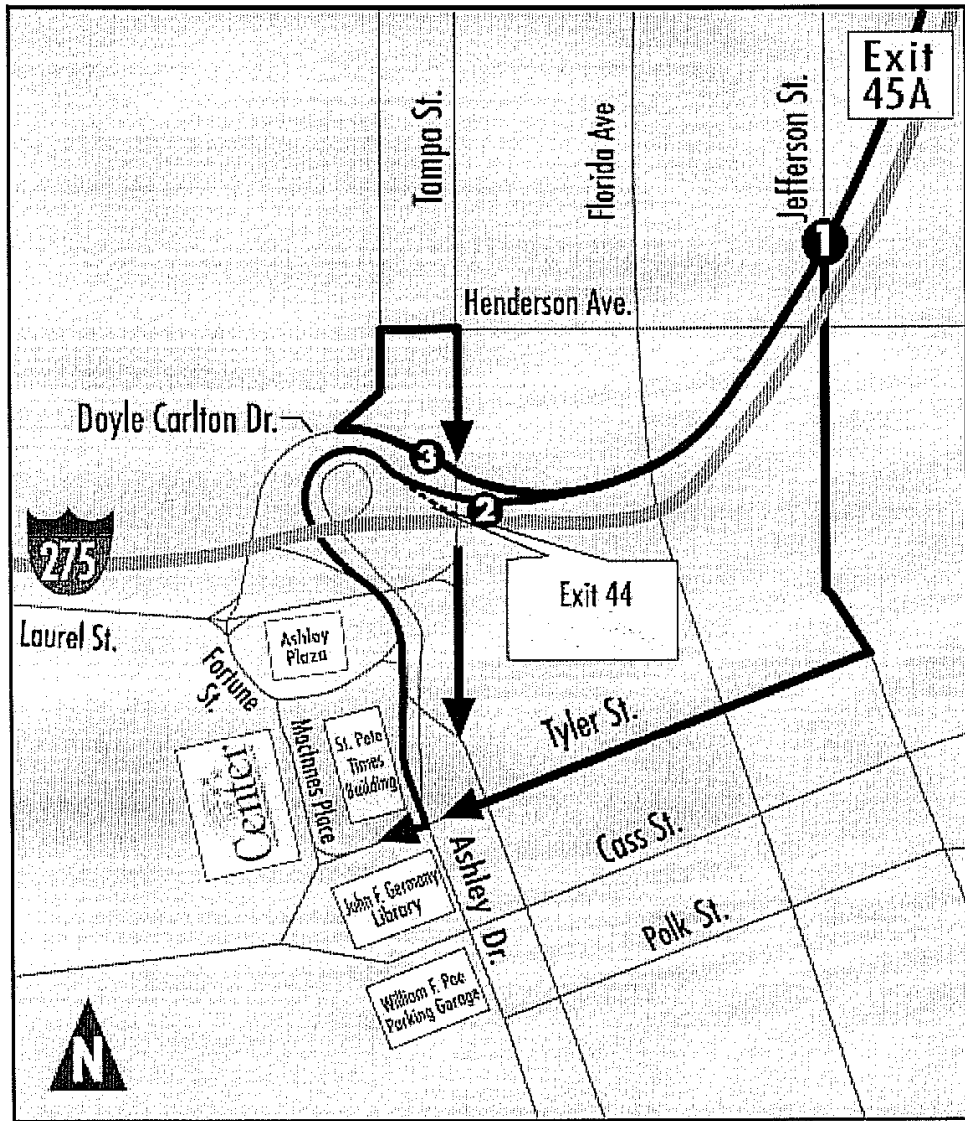 Exit
45A
Tampa St.
Florida Ave
Jefferson St.
1
Henderson Ave.
Doyle Carlton Dr.
3
2
275
Exit 44
Laurel St.
Ashley
Plaza
Fortune
St.
Tyler St.
MacInnes Place
St. Pete
Times
Building
Center
Cass St.
Ashley Dr.
John F. Germany
Library
Polk St.
William F. Poe
Parking Garage
N